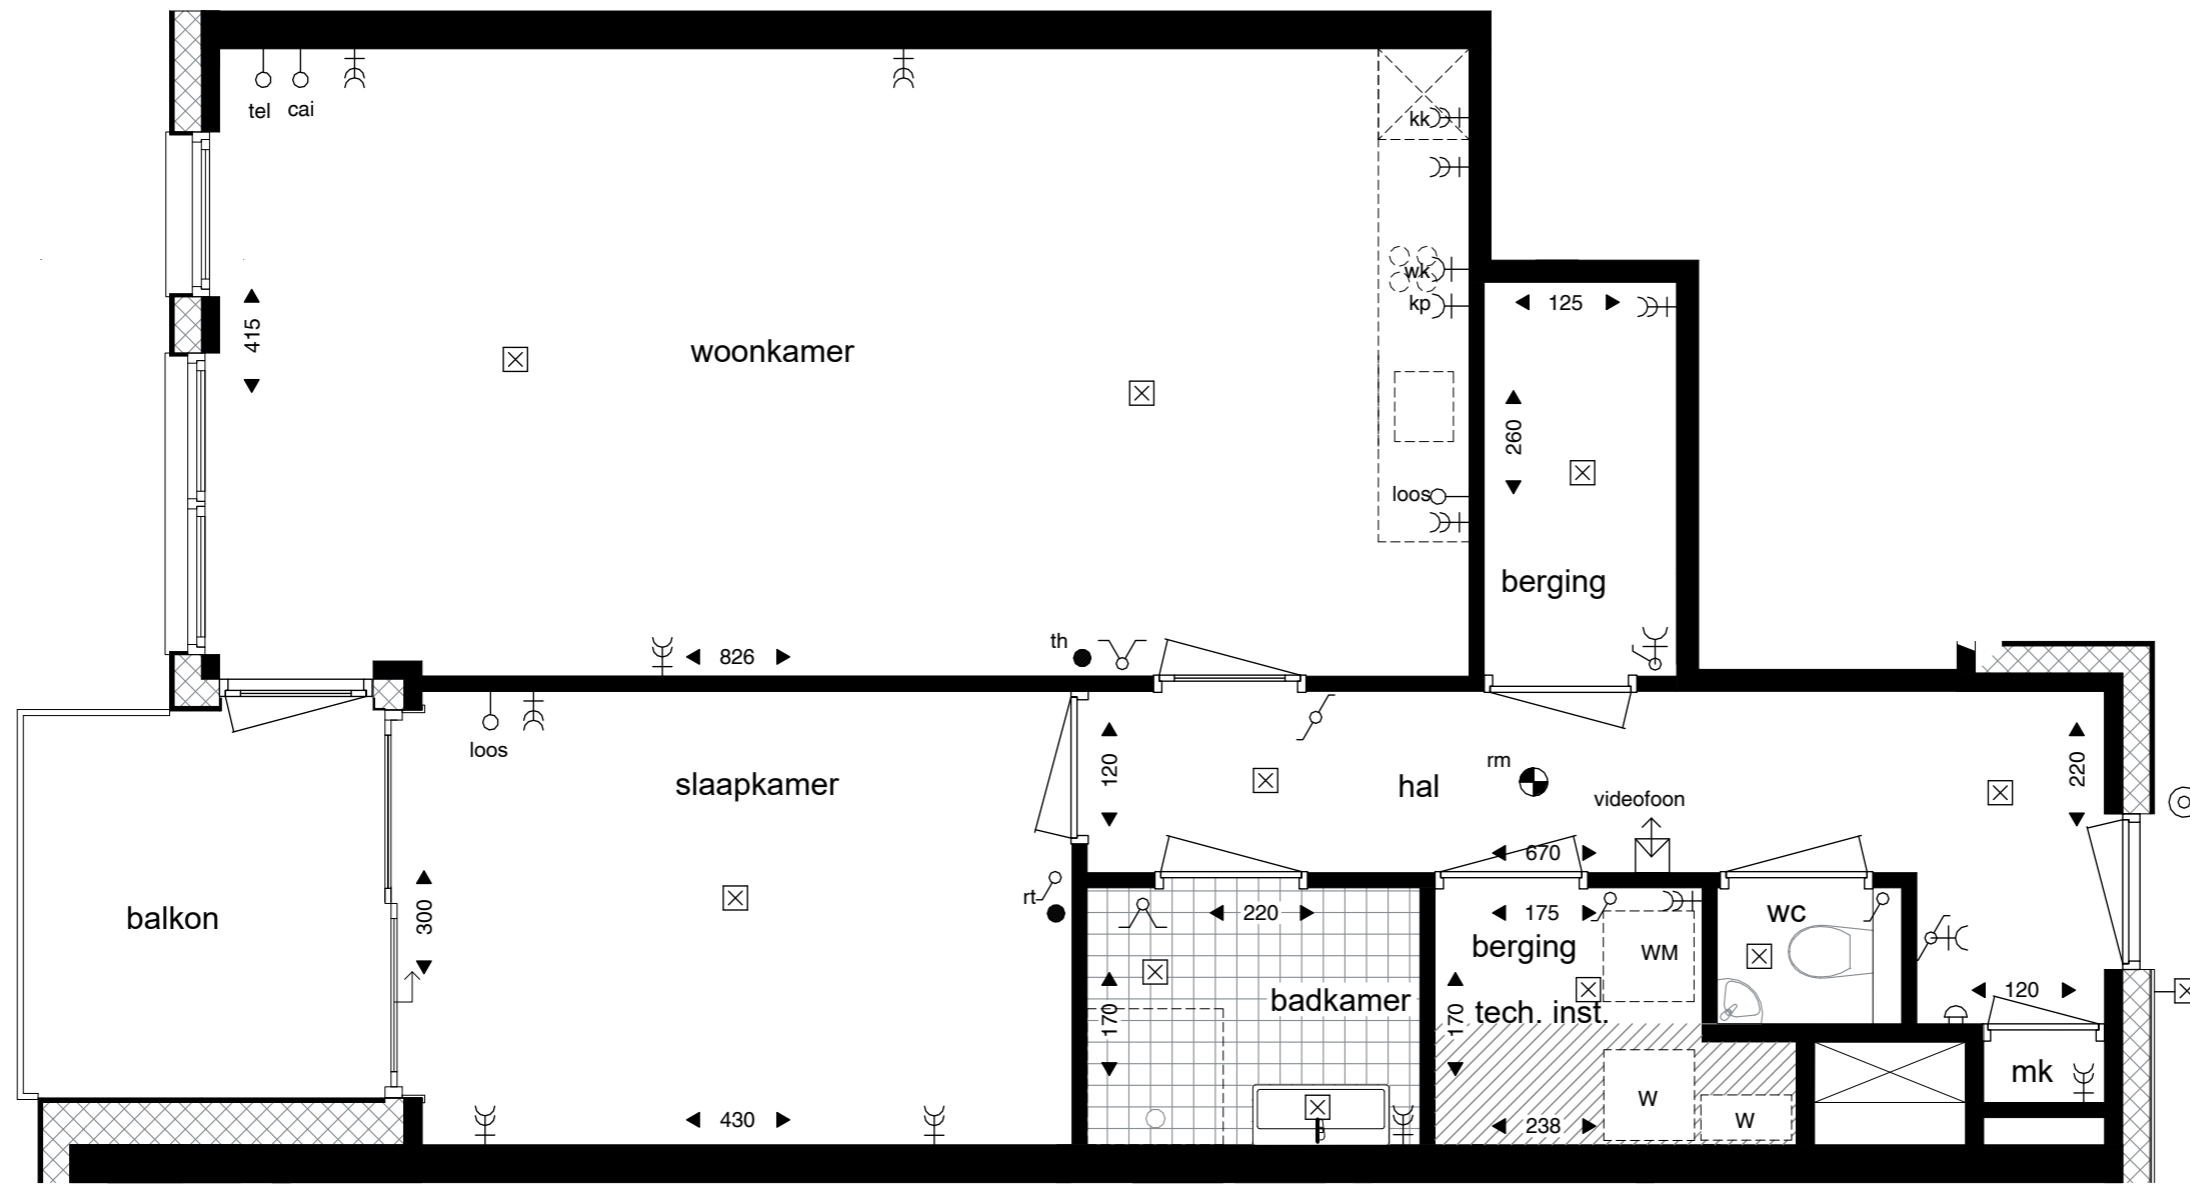 tel
cai
kk
wk
kp
415
woonkamer
125
260
loos
berging
th
826
loos
slaapkamer
120
hal
rm
videofoon
220
670
balkon
300
rt
220
175
wc
berging
WM
badkamer
170
170
tech. inst.
120
mk
W
W
430
238